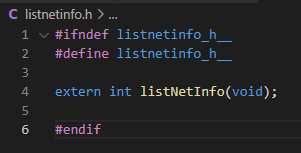 C listnetinfo.h > ...
1 #ifndef listnetinfo_h__
2 #define listnetinfo_h__
3
4 extern int listNetInfo(void);
5
6 #endif